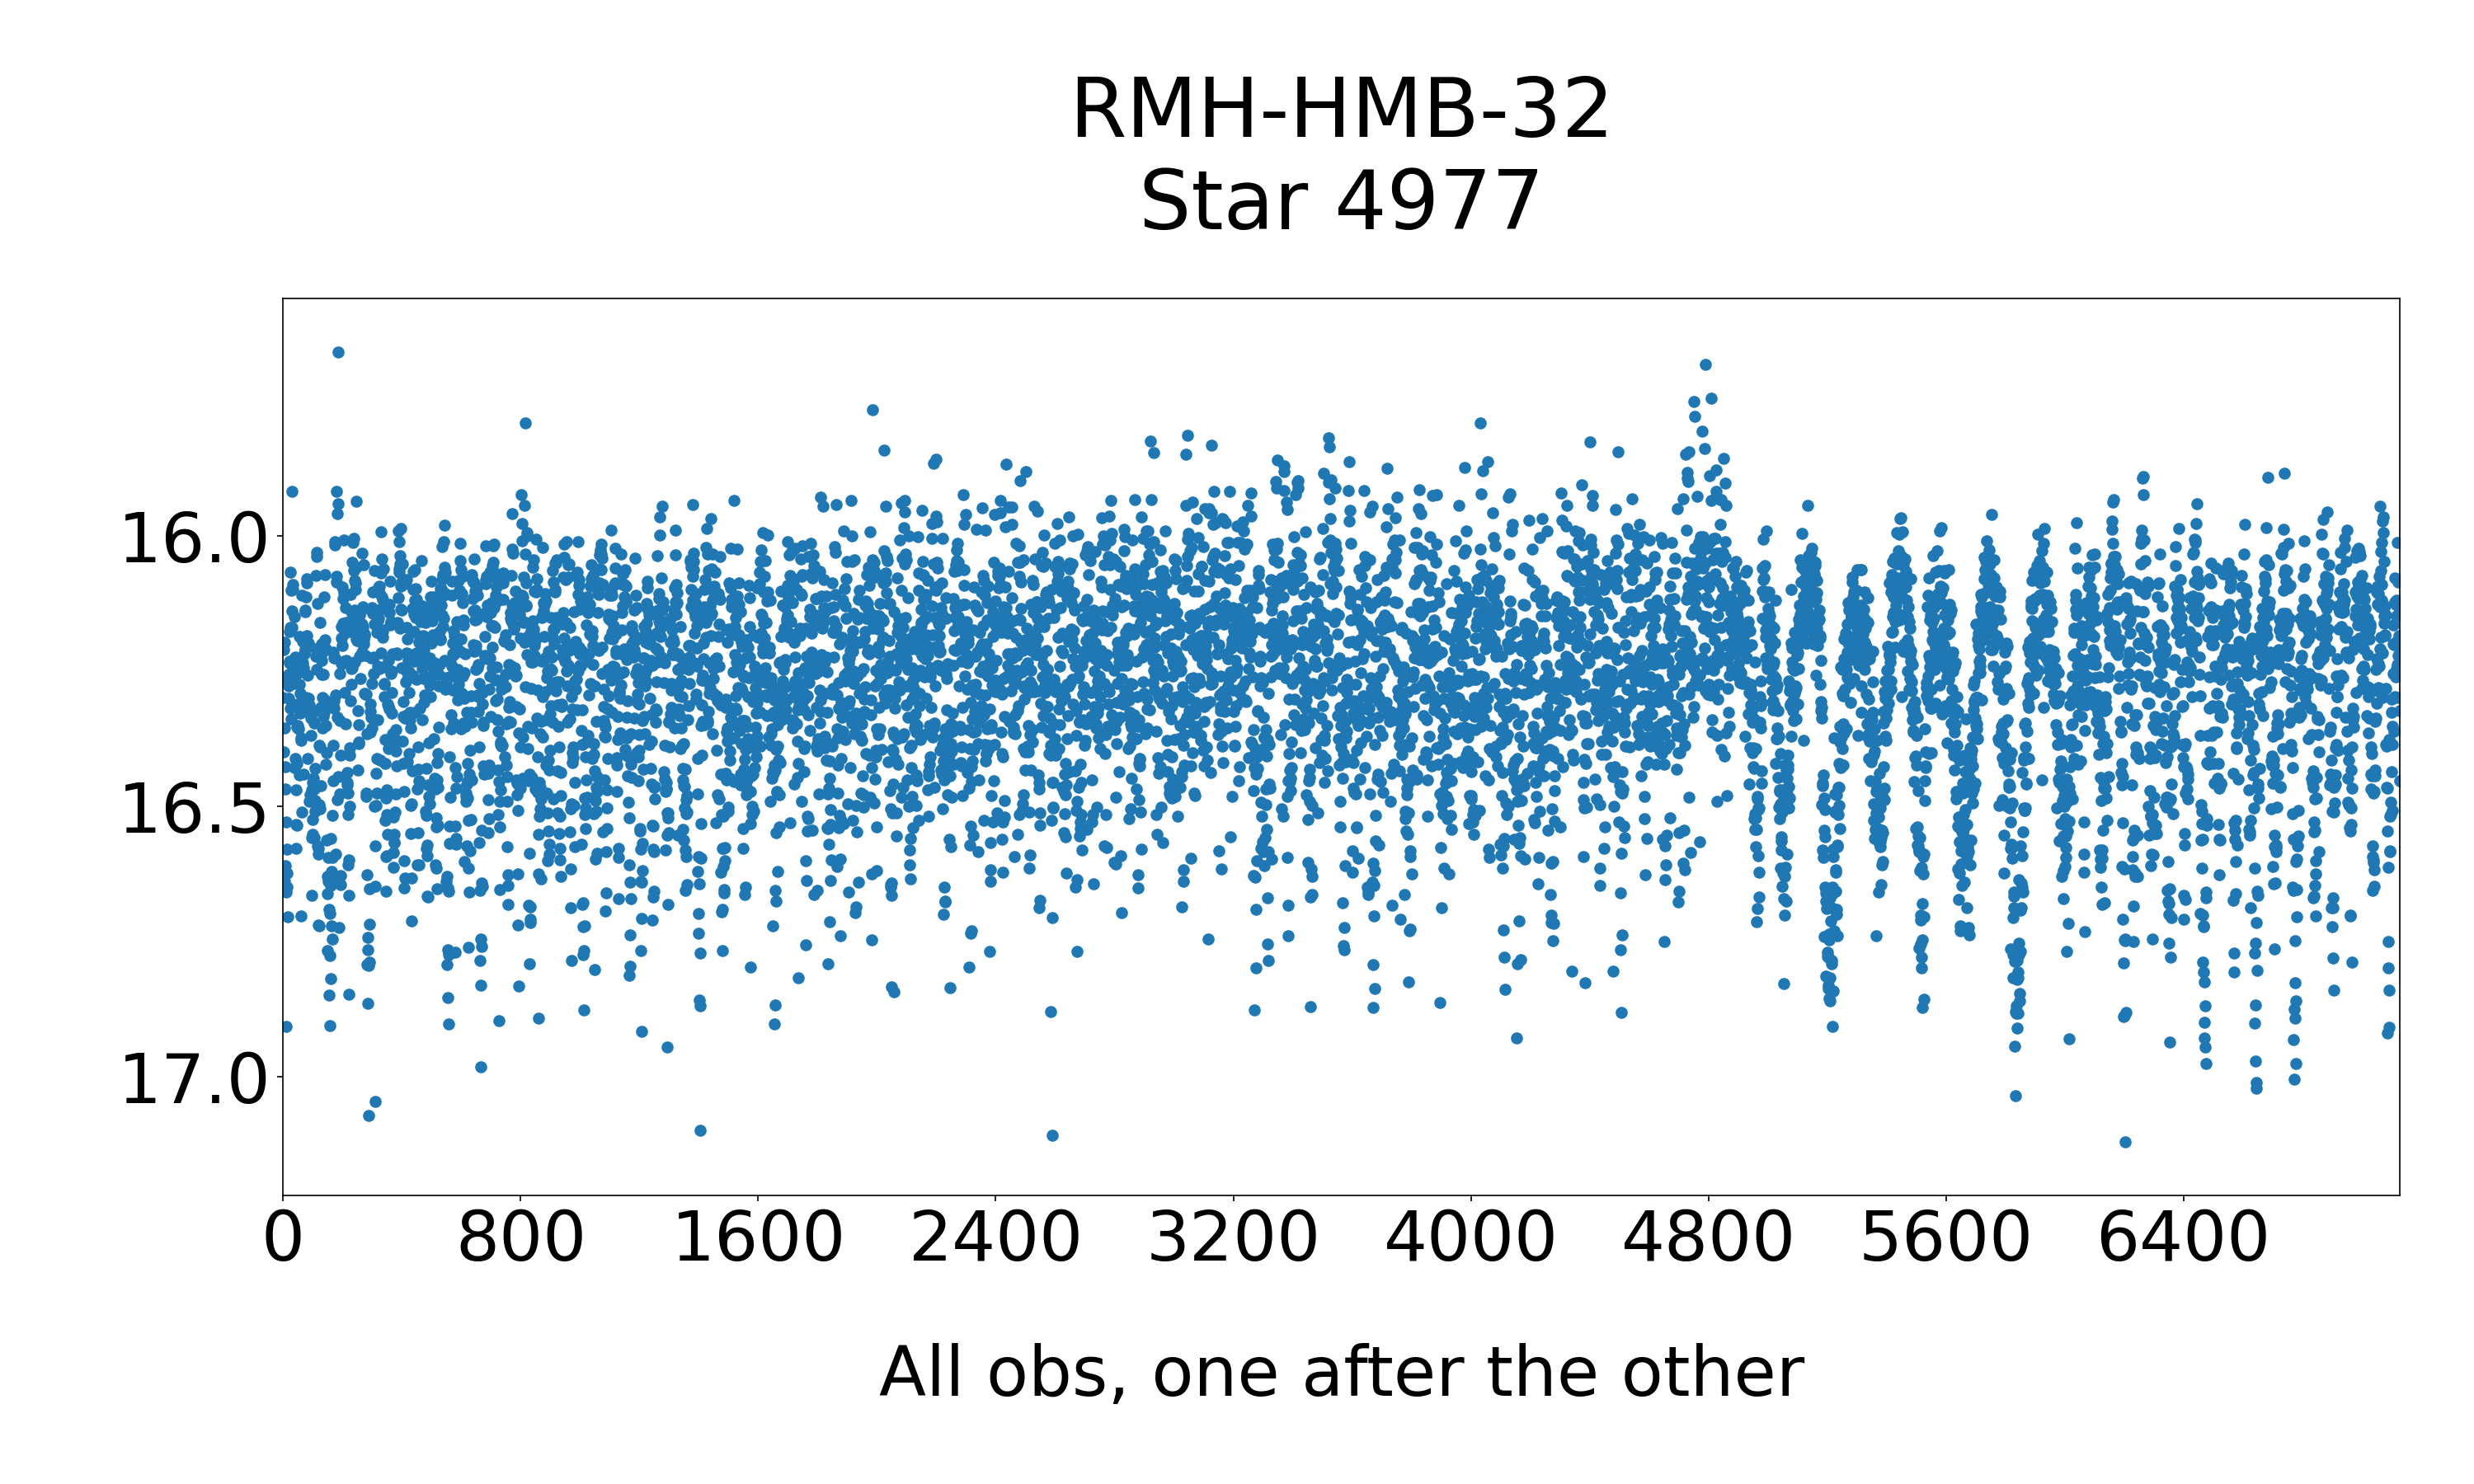 RMH-HMB-32
Star 4977
16.0
16.5
17.0
0 800 1600 2400 3200 4000 4800 5600 6400
All obs, one after the other